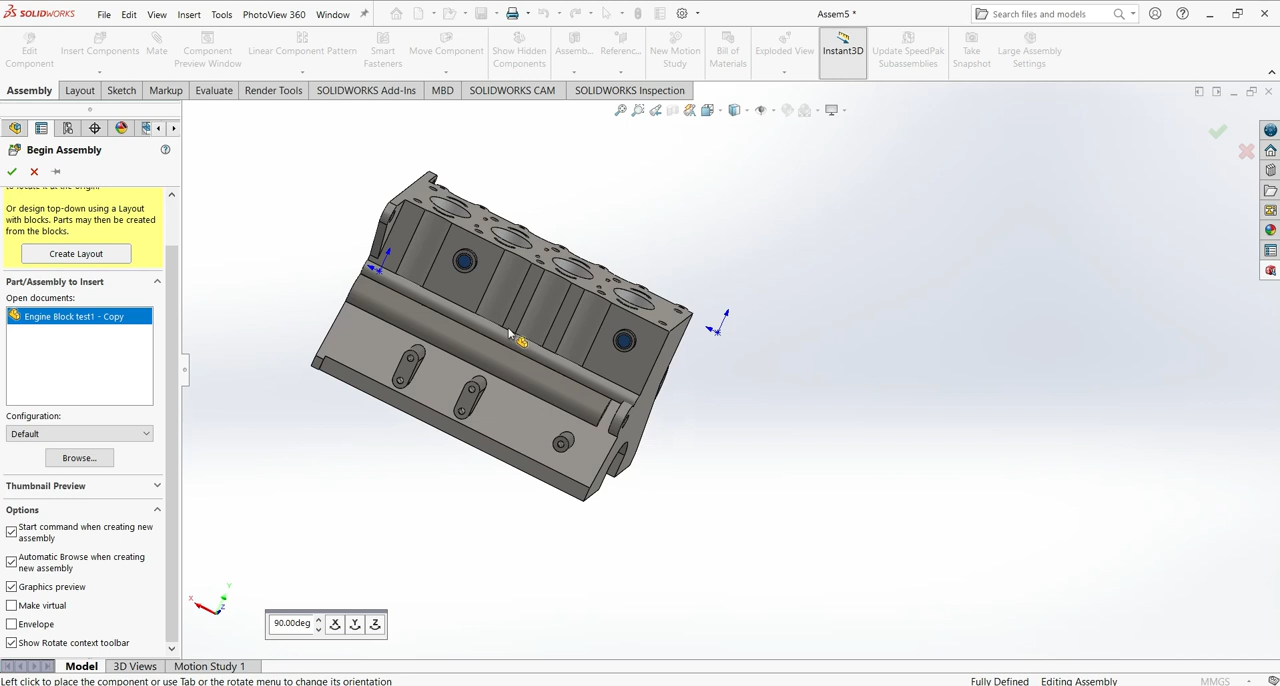 SOLIDWORKS File Edit View Insert Tools PhotoView 360 Window Assem5 * Search files and models
Edit Component Insert Components Mate Component Preview Window Linear Component Pattern Smart Fasteners Move Component Show Hidden Components Assemb... Referenc... New Motion Study Bill of Materials Exploded View Instant3D Update SpeedPak Subassemblies Take Snapshot Large Assembly Settings
Assembly Layout Sketch Markup Evaluate Render Tools SOLIDWORKS Add-Ins MBD SOLIDWORKS CAM SOLIDWORKS Inspection
Begin Assembly
to rotate it at the origin.
Or design top-down using a Layout
with blocks. Parts may then be created
from the blocks.
Create Layout
Part/Assembly to Insert
Open documents:
Engine Block test1 - Copy
Configuration:
Default
Browse...
Thumbnail Preview
Options
Start command when creating new
assembly
Automatic Browse when creating
new assembly
Graphics preview
Make virtual
Envelope
Show Rotate context toolbar
X Y Z
90.00deg X Y Z
Model 3D Views Motion Study 1
Left click to place the component or use Tab or the rotate menu to change its orientation Fully Defined Editing Assembly MMGS